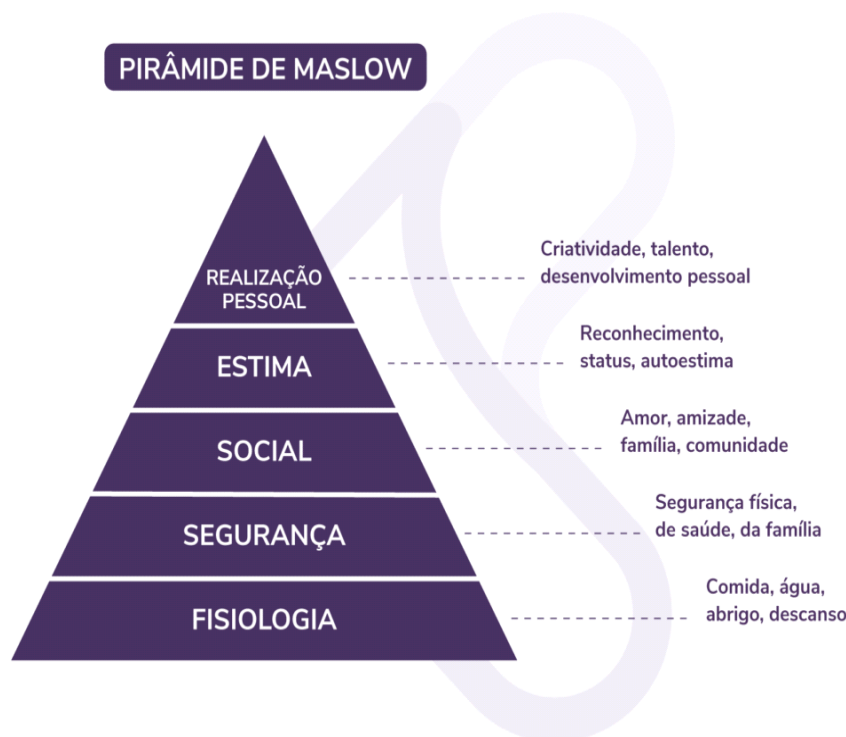 PIRÂMIDE DE MASLOW
REALIZAÇÃO
PESSOAL
Criatividade, talento,
desenvolvimento pessoal
ESTIMA
Reconhecimento,
status, autoestima
SOCIAL
Amor, amizade,
família, comunidade
SEGURANÇA
Segurança física,
de saúde, da família
FISIOLOGIA
Comida, água,
abrigo, descanso